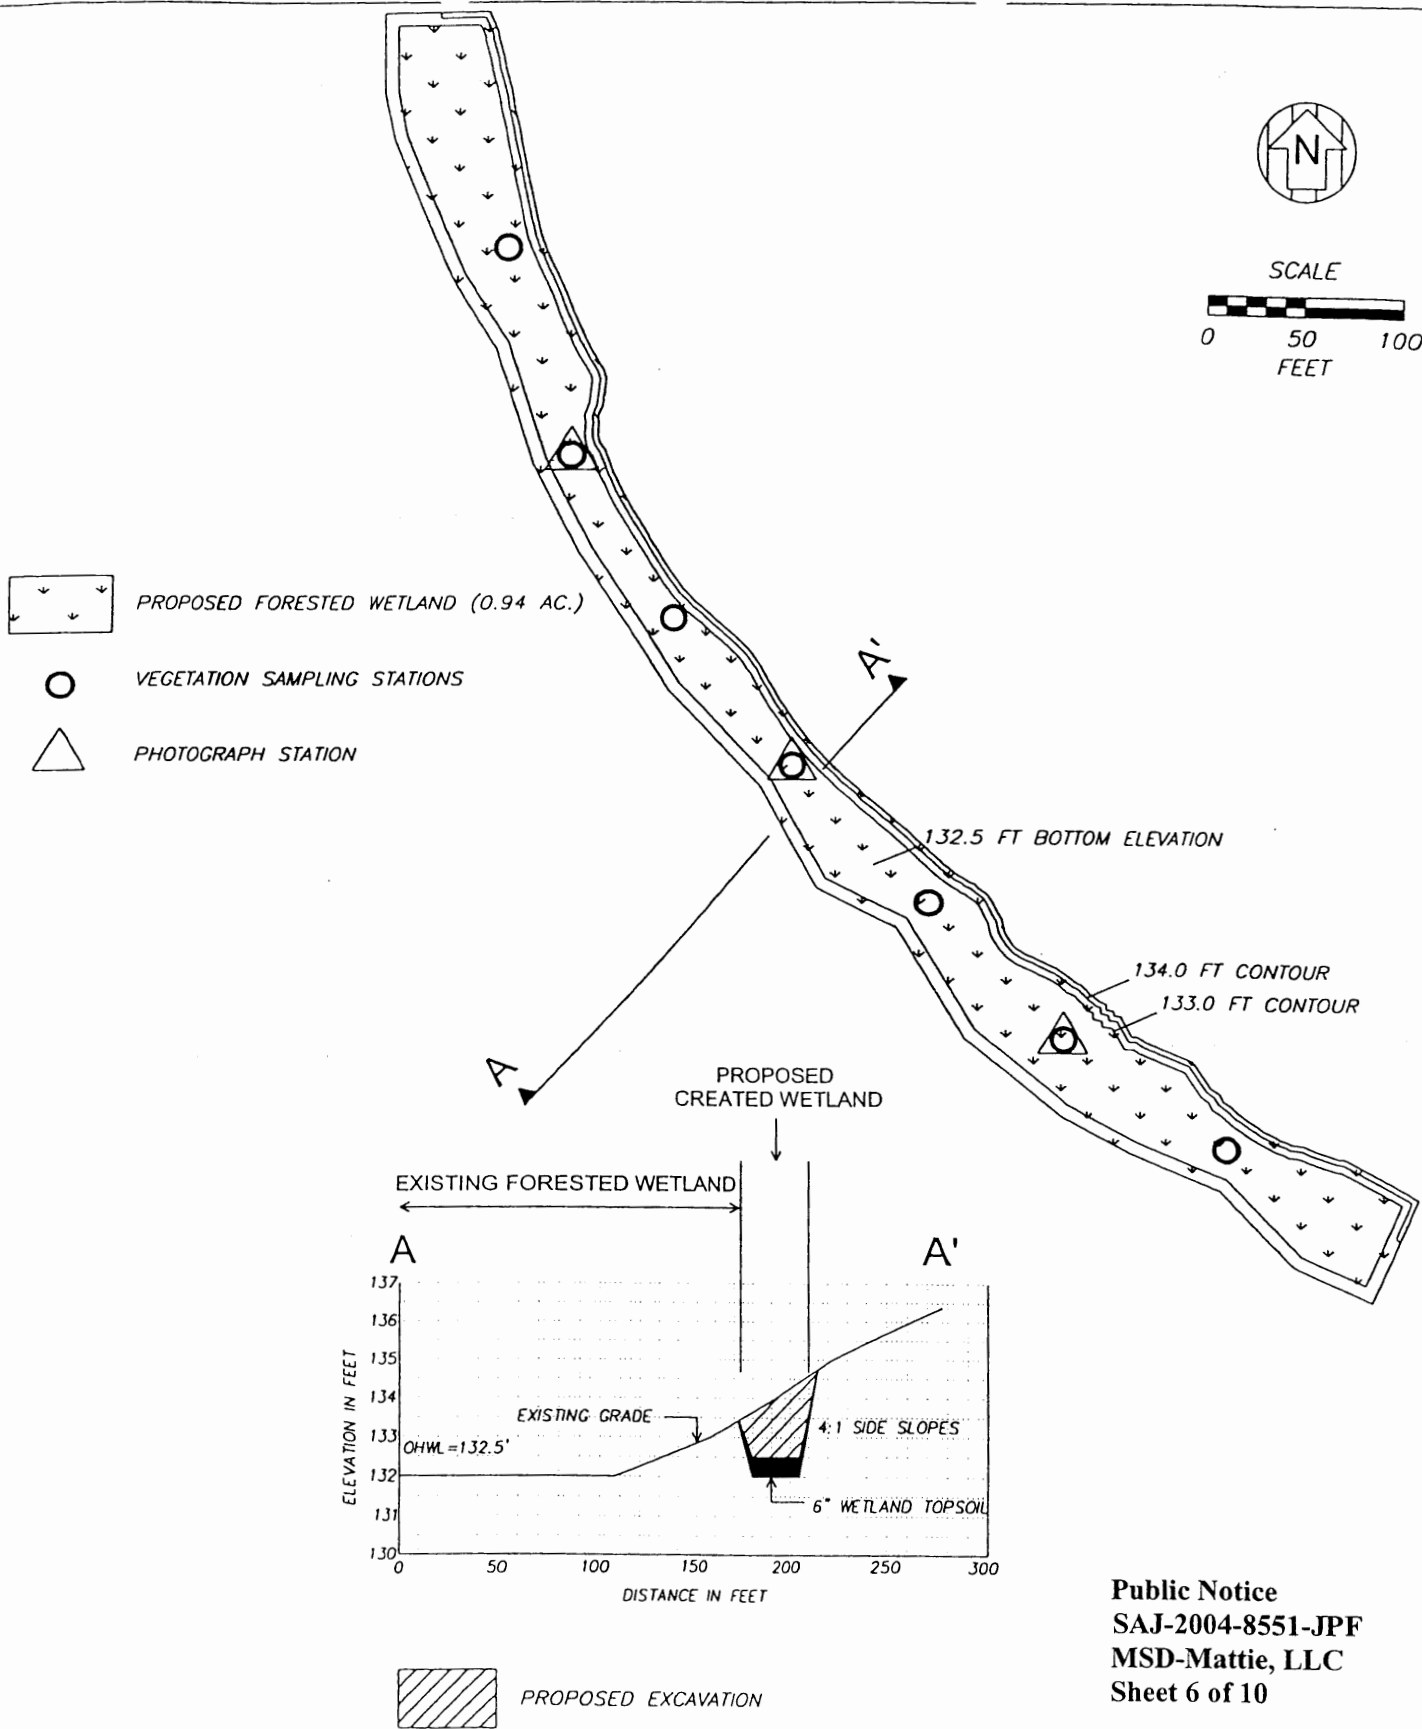 N
SCALE
0 50 100
FEET
PROPOSED FORESTED WETLAND (0.94 AC.)
VEGETATION SAMPLING STATIONS
PHOTOGRAPH STATION
A'
132.5 FT BOTTOM ELEVATION
134.0 FT CONTOUR
133.0 FT CONTOUR
A
PROPOSED
CREATED WETLAND
EXISTING FORESTED WETLAND
A A'
ELEVATION IN FEET
137
136
135
134
133
132
131
130
EXISTING GRADE
4:1 SIDE SLOPES
OHWL=132.5'
6" WETLAND TOPSOIL
0 50 100 150 200 250 300
DISTANCE IN FEET
PROPOSED EXCAVATION
Public Notice
SAJ-2004-8551-JPF
MSD-Mattie, LLC
Sheet 6 of 10